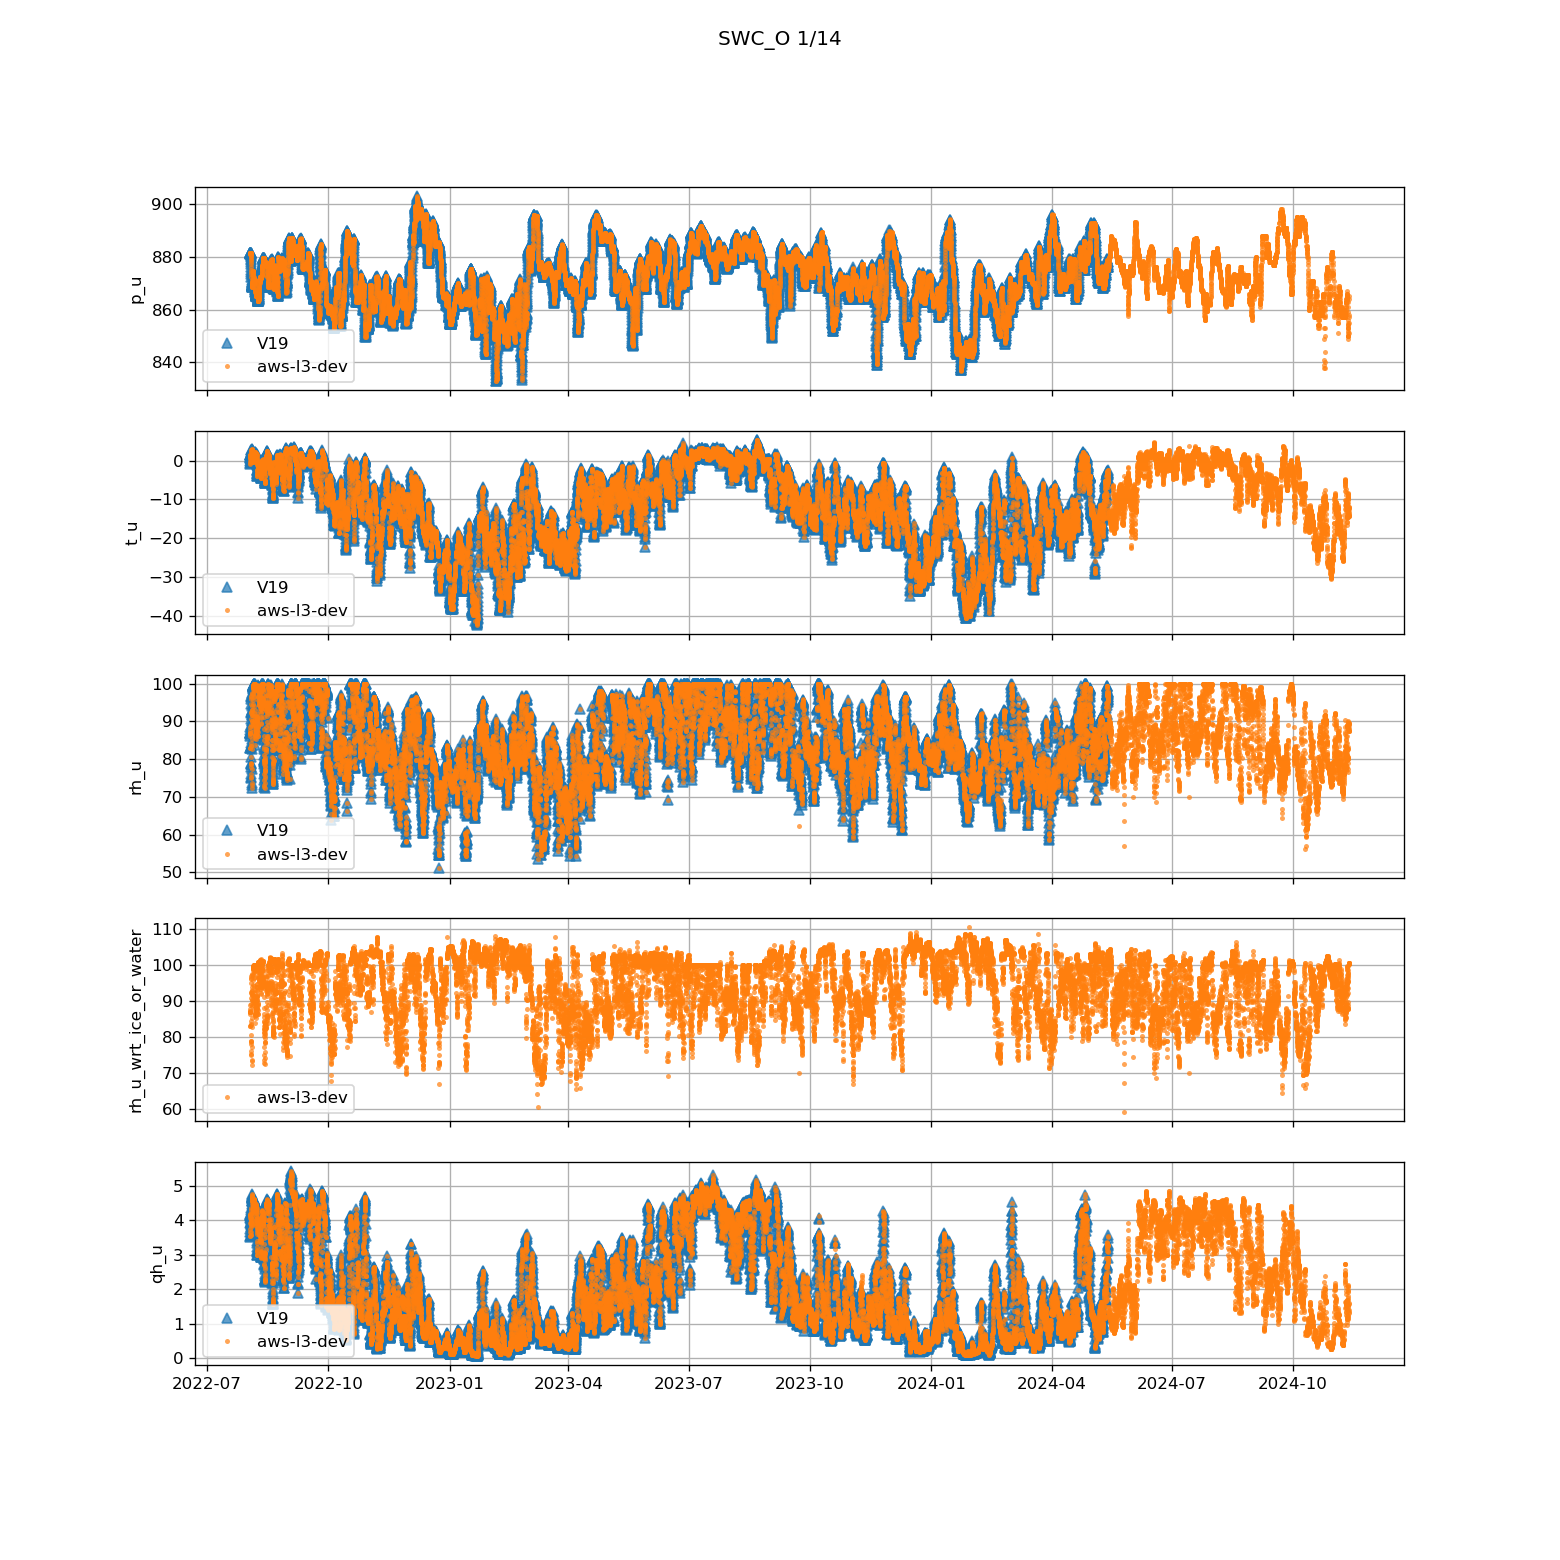 SWC_O 1/14
900
880
860
840
p_u
V19
aws-l3-dev
0
−10
−20
−30
−40
t_u
V19
aws-l3-dev
100
90
80
70
60
50
rh_u
V19
aws-l3-dev
110
100
90
80
70
60
rh_u_wrt_ice_or_water
aws-l3-dev
5
4
3
2
1
0
qh_u
V19
aws-l3-dev
2022-07 2022-10 2023-01 2023-04 2023-07 2023-10 2024-01 2024-04 2024-07 2024-10